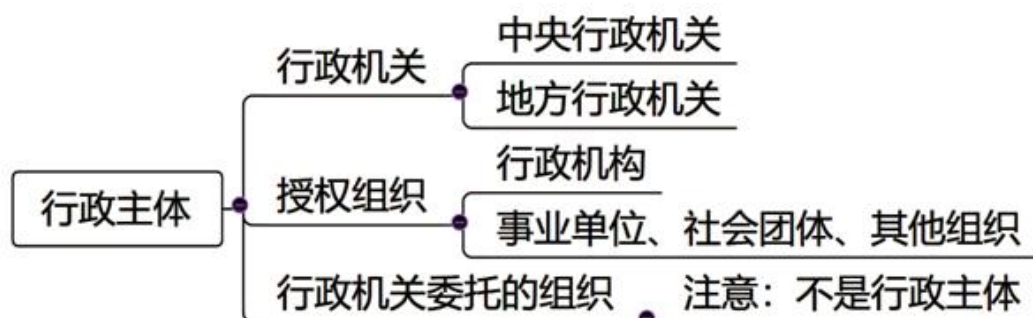 行政主体
行政机关
中央行政机关
地方行政机关
授权组织
行政机构
事业单位、社会团体、其他组织
行政机关委托的组织
注意：不是行政主体